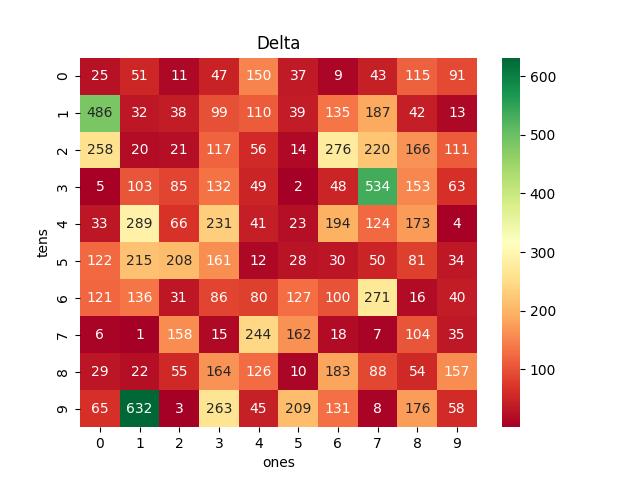 Delta
0 25 51 11 47 150 37 9 43 115 91
1 486 32 38 99 110 39 135 187 42 13
2 258 20 21 117 56 14 276 220 166 111
3 5 103 85 132 49 2 48 534 153 63
4 33 289 66 231 41 23 194 124 173 4
5 122 215 208 161 12 28 30 50 81 34
6 121 136 31 86 80 127 100 271 16 40
7 6 1 158 15 244 162 18 7 104 35
8 29 22 55 164 126 10 183 88 54 157
9 65 632 3 263 45 209 131 8 176 58
0 1 2 3 4 5 6 7 8 9
ones
tens
600
500
400
300
200
100